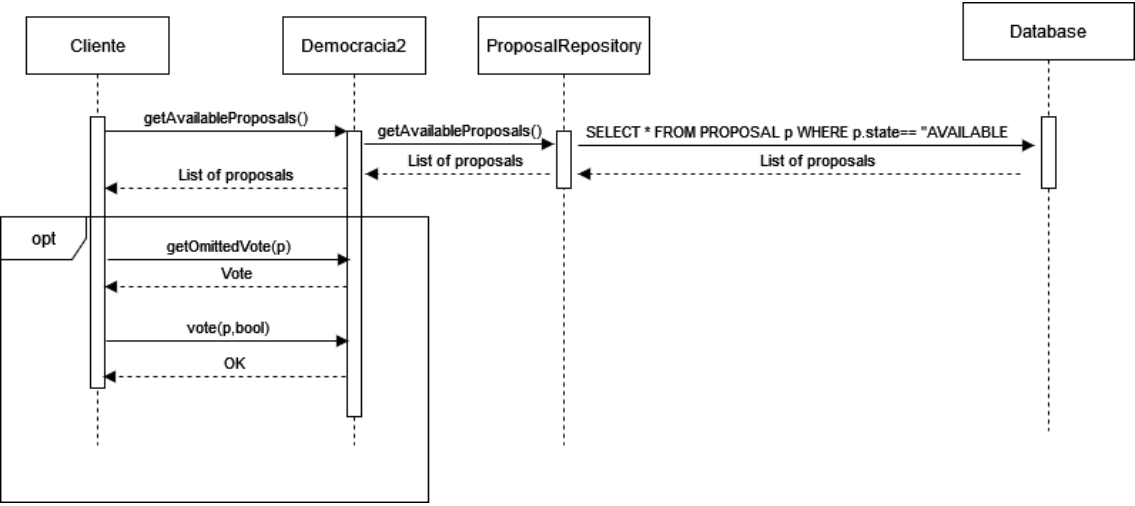 Cliente
Democracia2
ProposalRepository
Database
getAvailableProposals()
getAvailableProposals()
SELECT * FROM PROPOSAL p WHERE p.state== "AVAILABLE
List of proposals
List of proposals
List of proposals
opt
getOmittedVote(p)
Vote
vote(p,bool)
OK